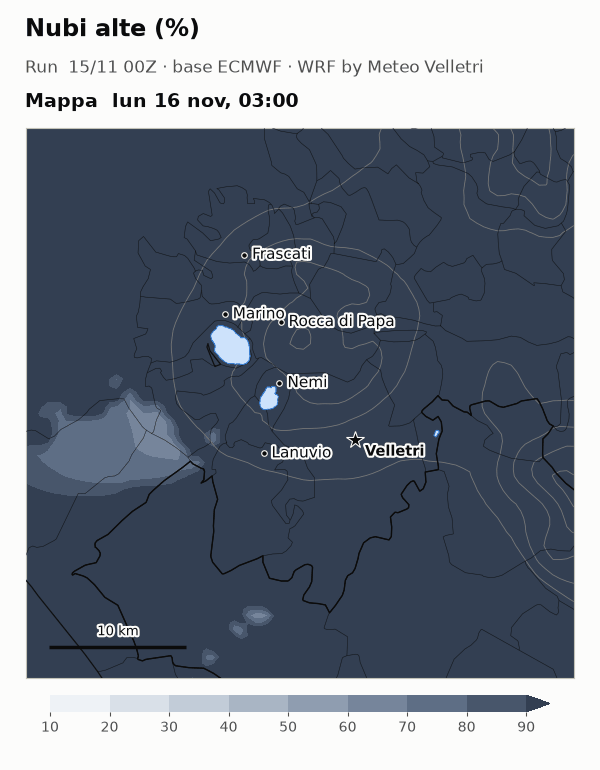 Nubi alte (%)
Run  15/11 00Z · base ECMWF · WRF by Meteo Velletri
Mappa  lun 16 nov, 03:00
Frascati
Marino
Rocca di Papa
Nemi
Velletri
Lanuvio
10 km
10 20 30 40 50 60 70 80 90